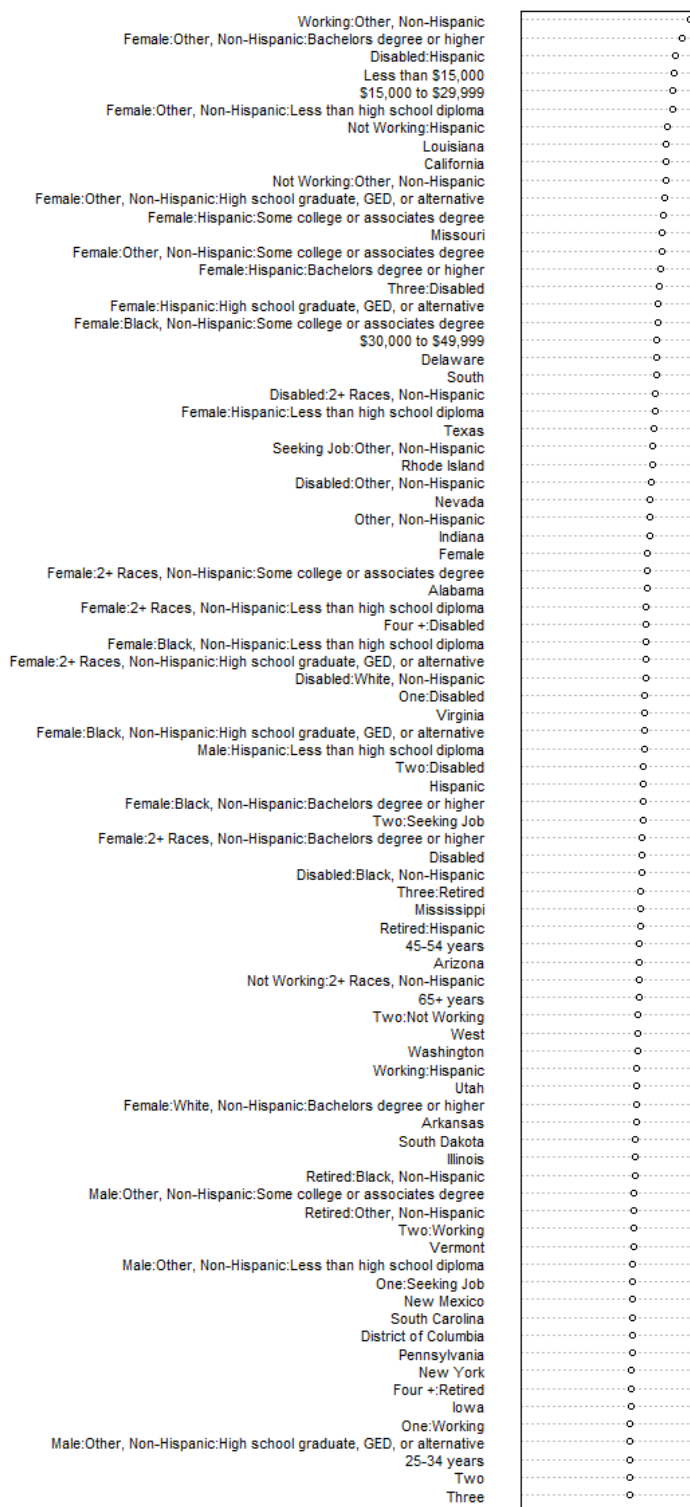 Working:Other, Non-Hispanic
Female:Other, Non-Hispanic:Bachelors degree or higher
Disabled:Hispanic
Less than $15,000
$15,000 to $29,999
Female:Other, Non-Hispanic:Less than high school diploma
Not Working:Hispanic
Louisiana
California
Not Working:Other, Non-Hispanic
Female:Other, Non-Hispanic:High school graduate, GED, or alternative
Female:Hispanic:Some college or associates degree
Missouri
Female:Other, Non-Hispanic:Some college or associates degree
Female:Hispanic:Bachelors degree or higher
Three:Disabled
Female:Hispanic:High school graduate, GED, or alternative
Female:Black, Non-Hispanic:Some college or associates degree
$30,000 to $49,999
Delaware
South
Disabled:2+ Races, Non-Hispanic
Female:Hispanic:Less than high school diploma
Texas
Seeking Job:Other, Non-Hispanic
Rhode Island
Disabled:Other, Non-Hispanic
Nevada
Other, Non-Hispanic
Indiana
Female
Female:2+ Races, Non-Hispanic:Some college or associates degree
Alabama
Female:2+ Races, Non-Hispanic:Less than high school diploma
Four +:Disabled
Female:Black, Non-Hispanic:Less than high school diploma
Female:2+ Races, Non-Hispanic:High school graduate, GED, or alternative
Disabled:White, Non-Hispanic
One:Disabled
Virginia
Female:Black, Non-Hispanic:High school graduate, GED, or alternative
Male:Hispanic:Less than high school diploma
Two:Disabled
Hispanic
Female:Black, Non-Hispanic:Bachelors degree or higher
Two:Seeking Job
Female:2+ Races, Non-Hispanic:Bachelors degree or higher
Disabled
Disabled:Black, Non-Hispanic
Three:Retired
Mississippi
Retired:Hispanic
45-54 years
Arizona
Not Working:2+ Races, Non-Hispanic
65+ years
Two:Not Working
West
Washington
Working:Hispanic
Utah
Female:White, Non-Hispanic:Bachelors degree or higher
Arkansas
South Dakota
Illinois
Retired:Black, Non-Hispanic
Male:Other, Non-Hispanic:Some college or associates degree
Retired:Other, Non-Hispanic
Two:Working
Vermont
Male:Other, Non-Hispanic:Less than high school diploma
One:Seeking Job
New Mexico
South Carolina
District of Columbia
Pennsylvania
New York
Four +:Retired
Iowa
One:Working
Male:Other, Non-Hispanic:High school graduate, GED, or alternative
25-34 years
Two
Three